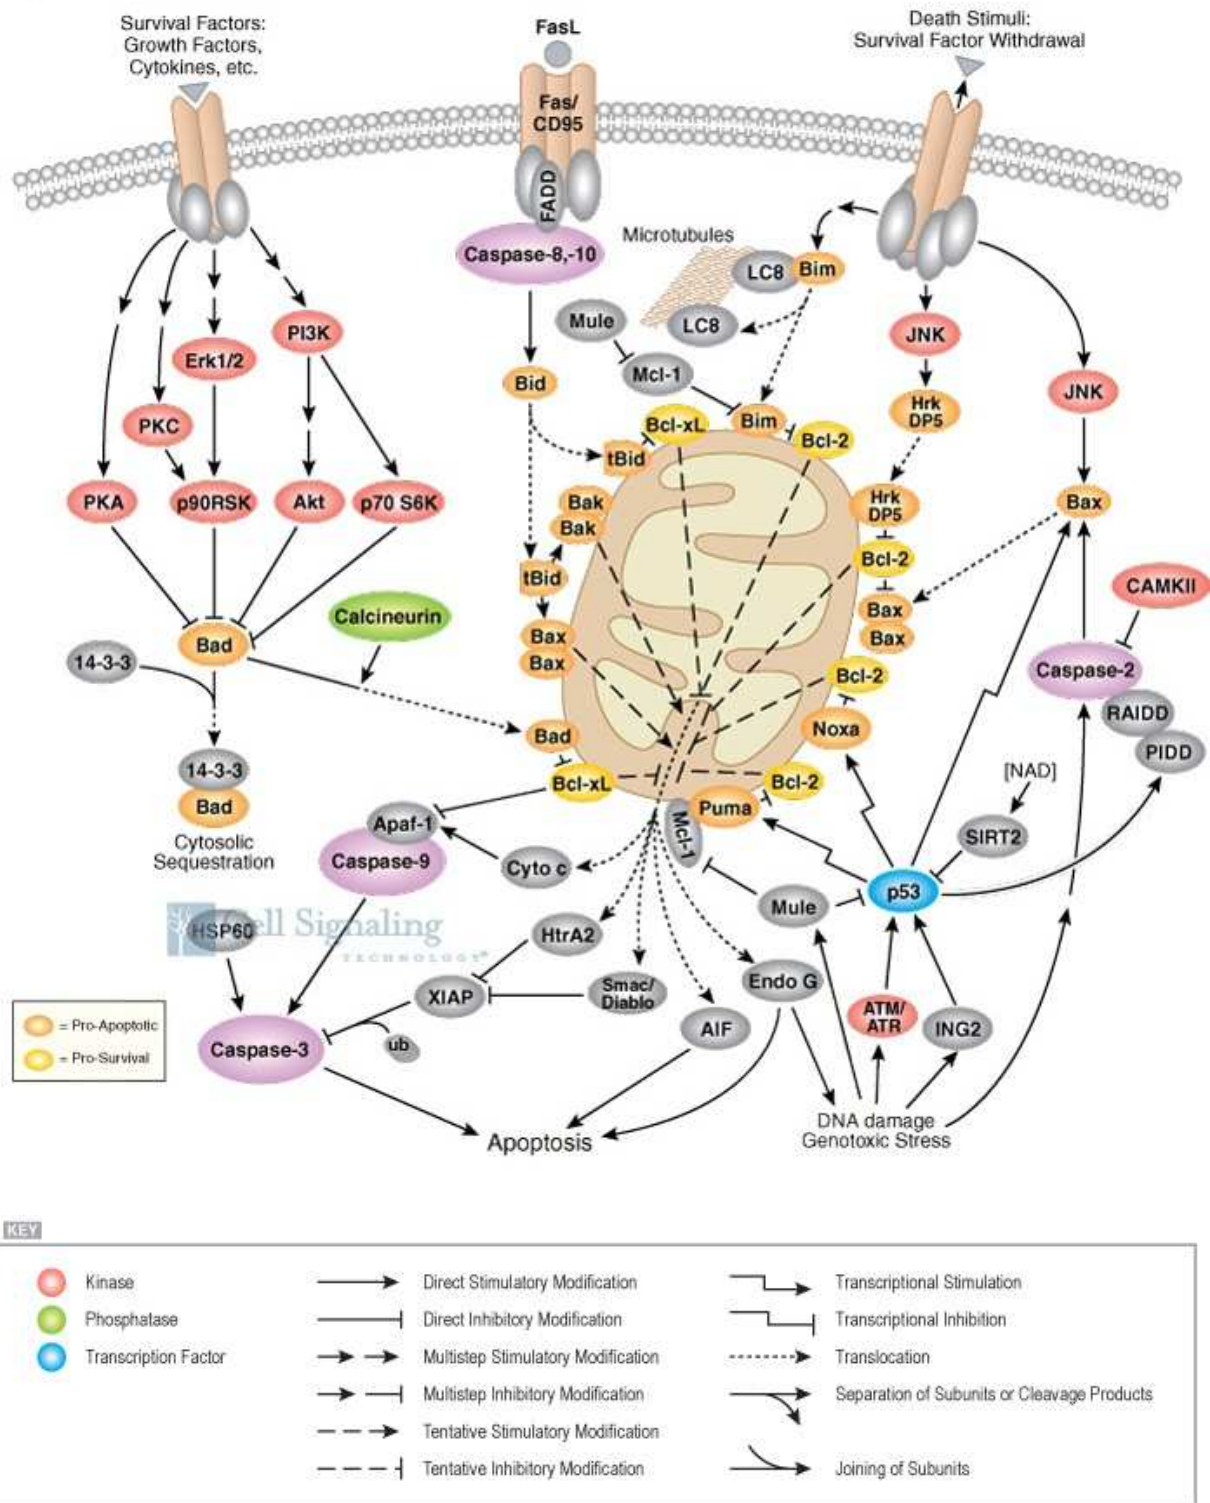 Survival Factors:
Growth Factors,
Cytokines, etc.
FasL
Death Stimuli:
Survival Factor Withdrawal
Fas/
CD95
FADD
Caspase-8,-10
Microtubules
LC8
Bim
LC8
Mule
Mcl-1
Bid
JNK
Hrk
DP5
JNK
PI3K
Erk1/2
PKC
PKA
p90RSK
Akt
p70 S6K
Bcl-xL
Bim
Bcl-2
tBid
Bak
Bak
tBid
Bax
Bax
Hrk
DP5
Bcl-2
Bax
Bax
Bax
CAMKII
Caspase-2
RAIDD
PIDD
Calcineurin
Bad
14-3-3
14-3-3
Bad
Cytosolic
Sequestration
Bad
Bcl-xL
Bcl-2
Noxa
Bcl-2
Puma
Mcl-1
[NAD]
SIRT2
p53
Mule
Apaf-1
Caspase-9
Cyto c
HSP60
Cell Signaling
TECHNOLOGY®
HtrA2
XIAP
Smac/
Diablo
Endo G
AIF
ATM/
ATR
ING2
ub
Caspase-3
= Pro-Apoptotic
= Pro-Survival
Apoptosis
DNA damage
Genotoxic Stress
KEY
Kinase
Phosphatase
Transcription Factor
Direct Stimulatory Modification
Direct Inhibitory Modification
Multistep Stimulatory Modification
Multistep Inhibitory Modification
Tentative Stimulatory Modification
Tentative Inhibitory Modification
Transcriptional Stimulation
Transcriptional Inhibition
Translocation
Separation of Subunits or Cleavage Products
Joining of Subunits